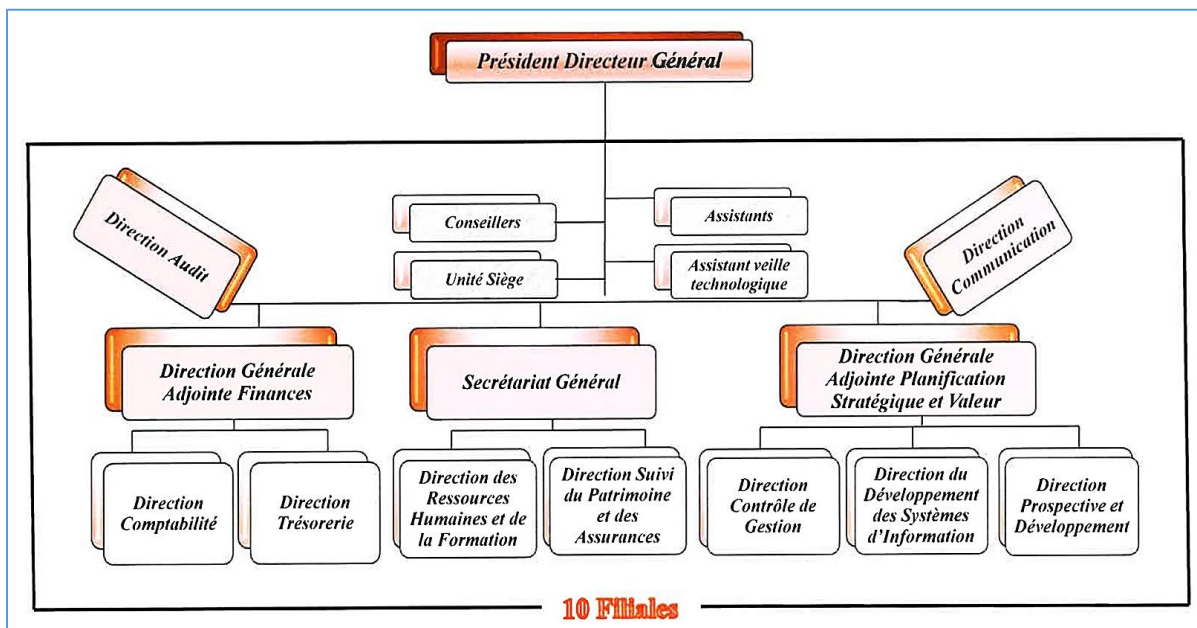 Président Directeur Général
Direction Audit
Conseillers
Assistants
Direction
Communication
Unité Siège
Assistant veille
technologique
Direction Générale
Adjointe Finances
Secrétariat Général
Direction Générale
Adjointe Planification
Stratégique et Valeur
Direction
Comptabilité
Direction
Trésorerie
Direction des
Ressources
Humaines et de
la Formation
Direction Suivi
du Patrimoine
et des
Assurances
Direction
Contrôle de
Gestion
Direction du
Développement
des Systèmes
d'Information
Direction
Prospective et
Développement
10 Filiales